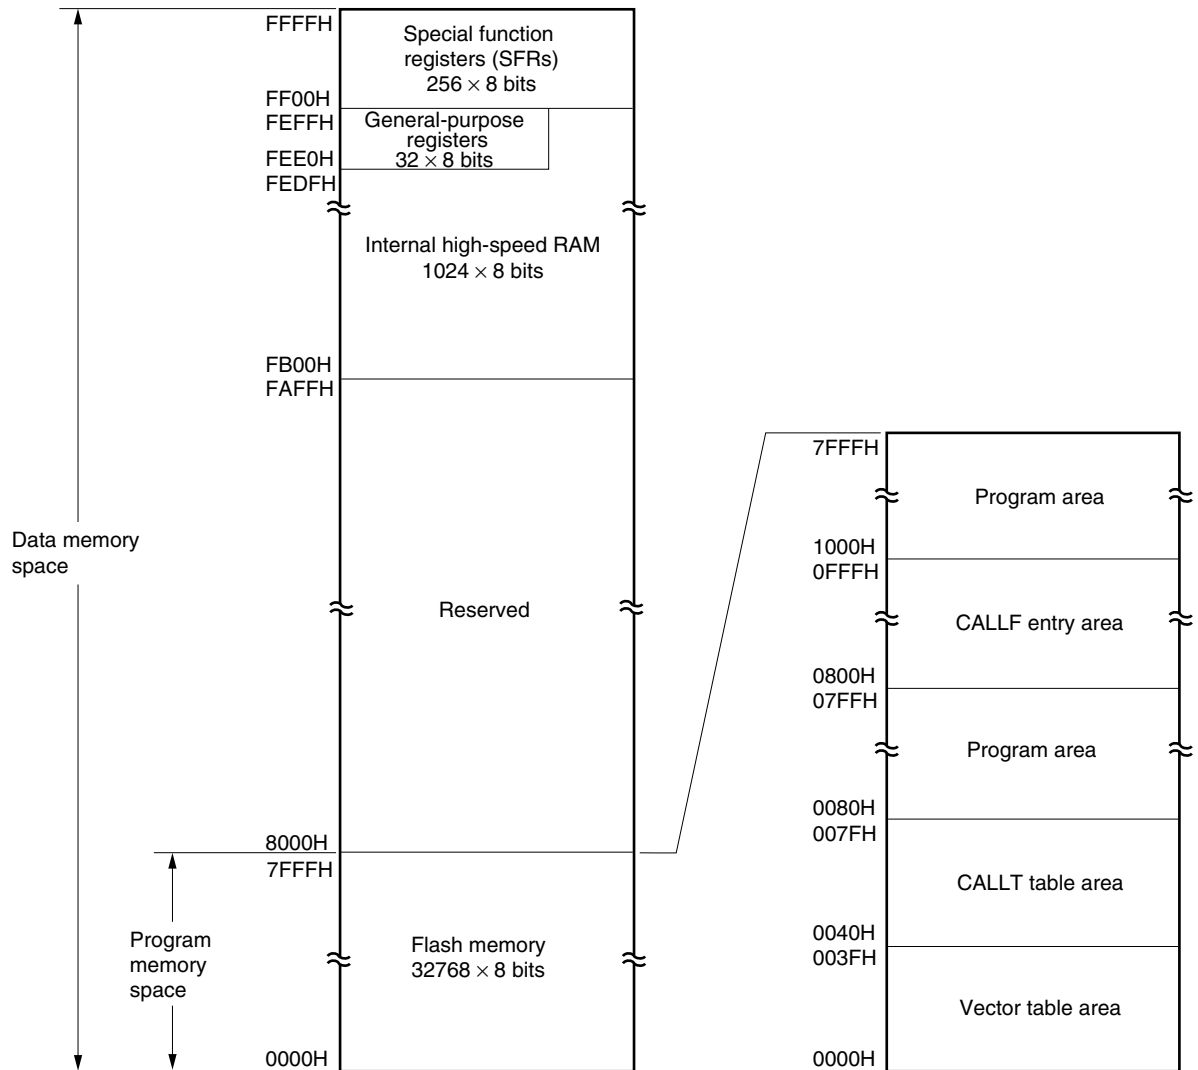 FFFFH
Special function
registers (SFRs)
256 × 8 bits
FF00H
FEFFH
General-purpose
registers
32 × 8 bits
FEE0H
FEDFH
Internal high-speed RAM
1024 × 8 bits
FB00H
FAFFH
Data memory
space
Reserved
8000H
7FFFH
Program
memory
space
Flash memory
32768 × 8 bits
0000H
7FFFH
Program area
1000H
0FFFH
CALLF entry area
0800H
07FFH
Program area
0080H
007FH
CALLT table area
0040H
003FH
Vector table area
0000H